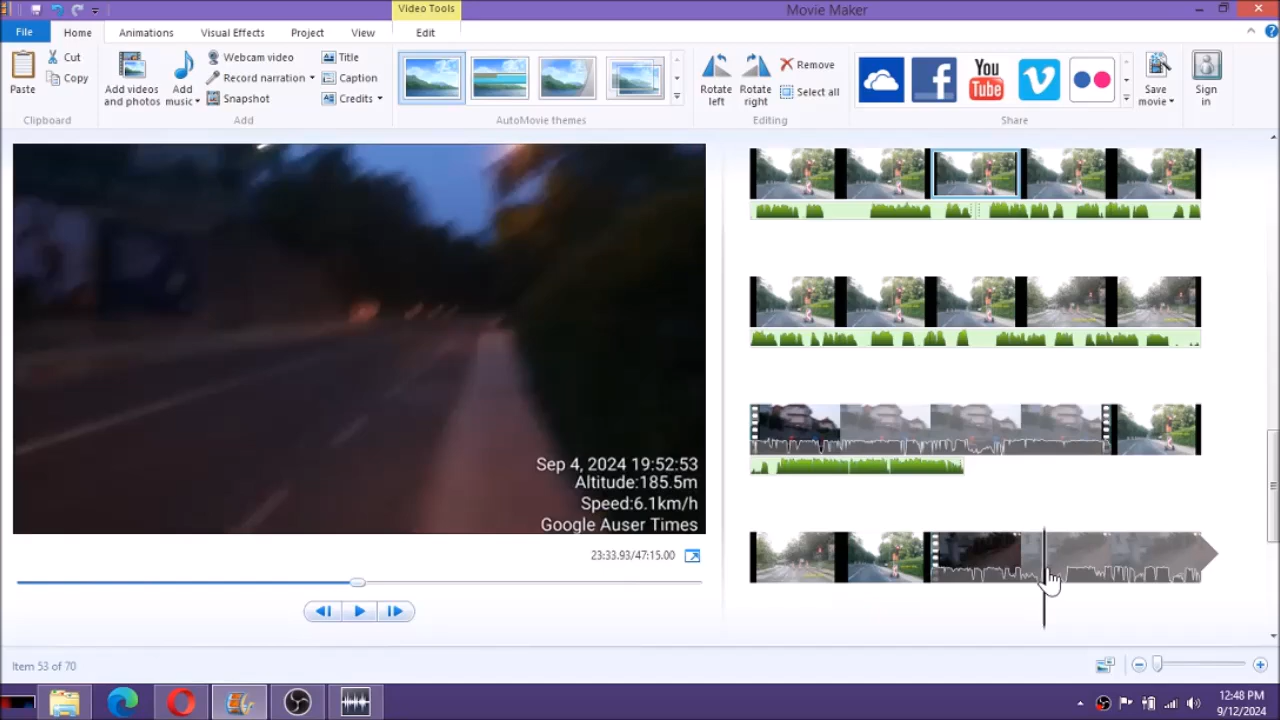 Video Tools
Movie Maker
File
Home
Animations
Visual Effects
Project
View
Edit
Paste
Cut
Copy
Clipboard
Add videos
and photos
Add
music
Webcam video
Record narration
Snapshot
Title
Caption
Credits
Add
AutoMovie themes
Rotate
left
Rotate
right
Remove
Select all
Editing
You
Tube
Share
Save
movie
Sign
in
Sep 4, 2024 19:52:53
Altitude:185.5m
Speed:6.1km/h
Google Auser Times
23:33.93/47:15.00
Item 53 of 70
12:48 PM
9/12/2024